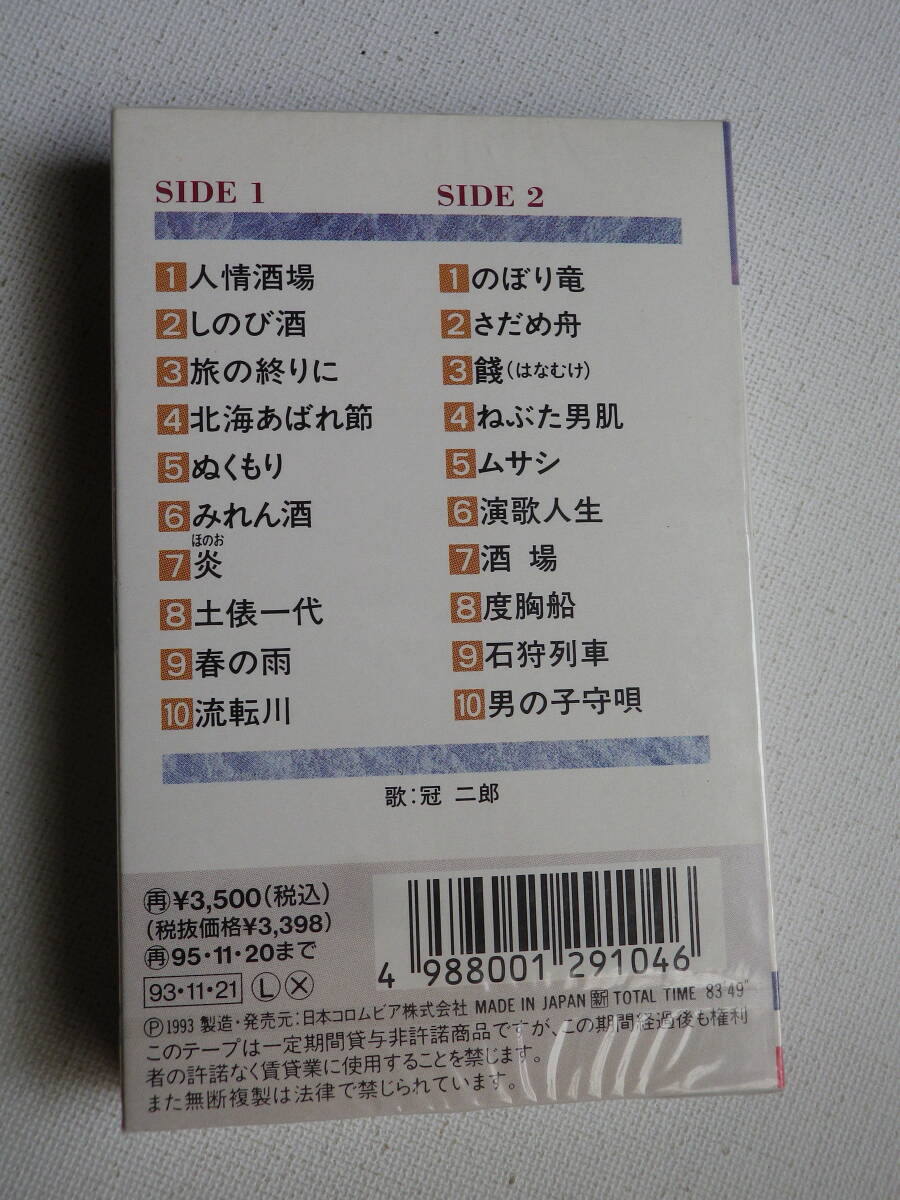 SIDE 1
1 人情酒場
2 しのび酒
3 旅の終りに
4 北海あばれ節
5 ぬくもり
6 みれん酒
ほのお
7 炎
8 土俵一代
9 春の雨
10 流転川
SIDE 2
1 のぼり竜
2 さだめ舟
3 餞(はなむけ)
4 ねぶた男肌
5 ムサシ
6 演歌人生
7 酒 場
8 度胸船
9 石狩列車
10 男の子守唄
歌:冠 二郎
再¥3,500(税込)
(税抜価格¥3,398)
再95・11・20まで
93・11・21 Ⓛ Ⓧ
4 988001 291046
Ⓟ1993 製造・発売元:日本コロムビア株式会社 MADE IN JAPAN 新 TOTAL TIME 83'49"
このテープは一定期間貸与非許諾商品ですが、この期間経過後も権利
者の許諾なく賃貸業に使用することを禁じます。
また無断複製は法律で禁じられています。